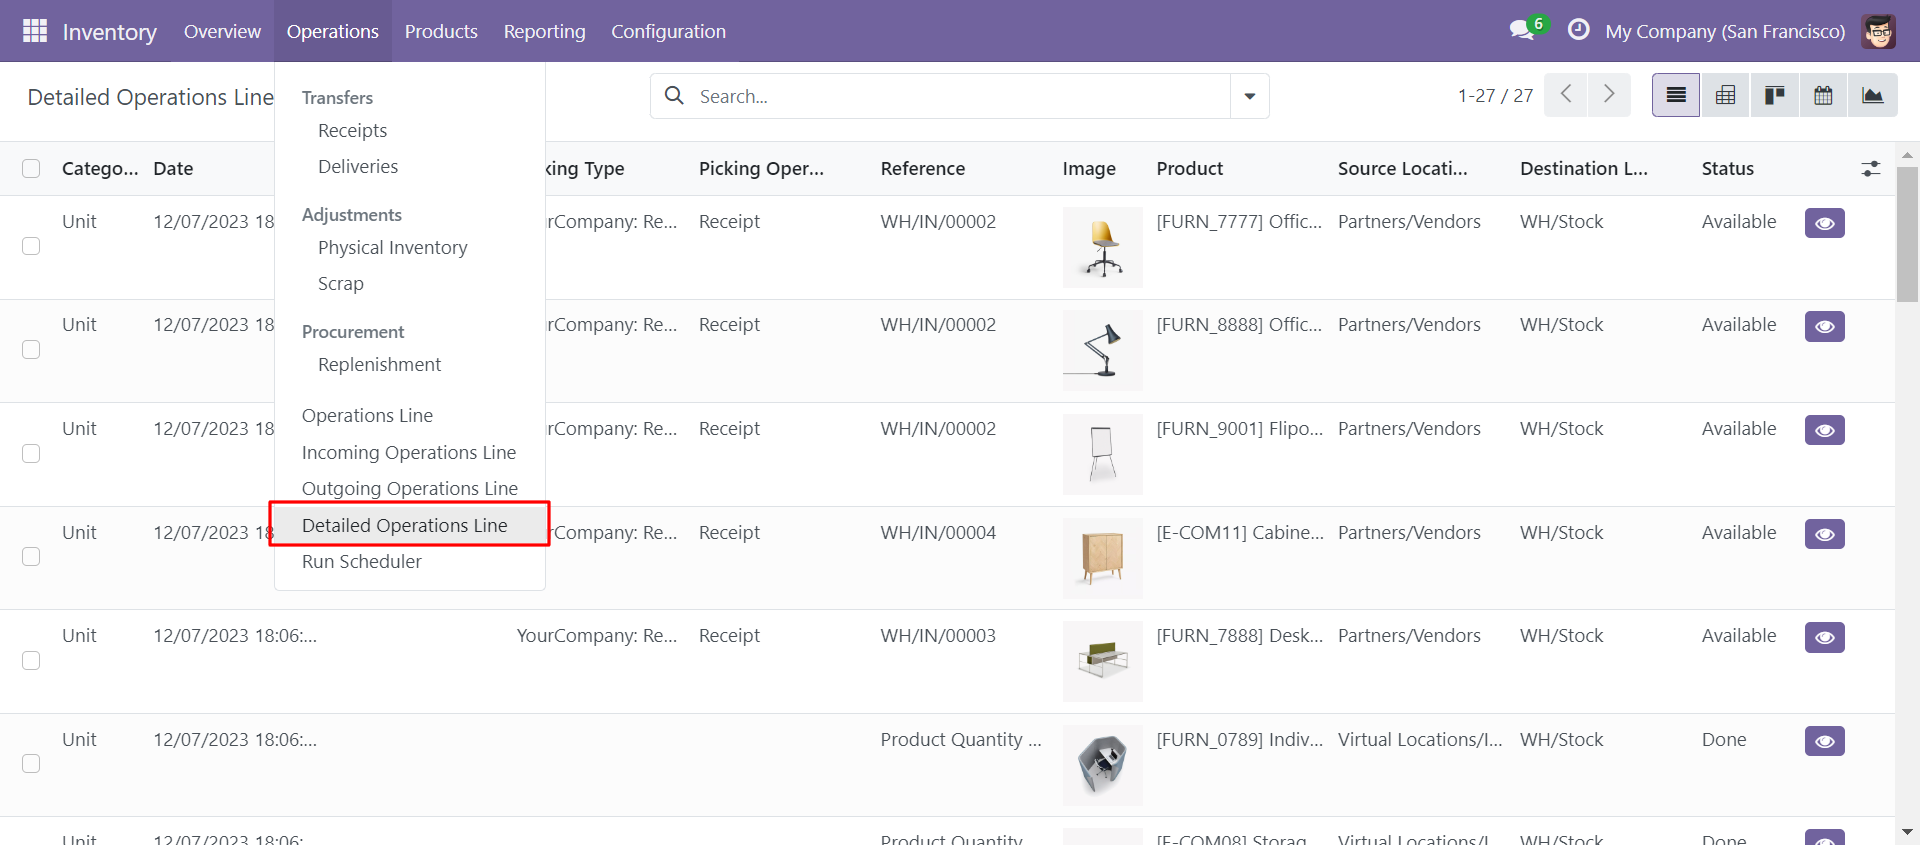 Inventory Overview Operations Products Reporting Configuration 6 My Company (San Francisco)
Detailed Operations Line Search... 1-27 / 27
Transfers
Receipts
Deliveries
Adjustments
Physical Inventory
Scrap
Procurement
Replenishment
Operations Line
Incoming Operations Line
Outgoing Operations Line
Detailed Operations Line
Run Scheduler
Catego... Date king Type Picking Oper... Reference Image Product Source Locati... Destination L... Status
Unit 12/07/2023 18 urCompany: Re... Receipt WH/IN/00002 [FURN_7777] Offic... Partners/Vendors WH/Stock Available
Unit 12/07/2023 18 urCompany: Re... Receipt WH/IN/00002 [FURN_8888] Offic... Partners/Vendors WH/Stock Available
Unit 12/07/2023 18 urCompany: Re... Receipt WH/IN/00002 [FURN_9001] Flipo... Partners/Vendors WH/Stock Available
Unit 12/07/2023 18 urCompany: Re... Receipt WH/IN/00004 [E-COM11] Cabine... Partners/Vendors WH/Stock Available
Unit 12/07/2023 18:06:... YourCompany: Re... Receipt WH/IN/00003 [FURN_7888] Desk... Partners/Vendors WH/Stock Available
Unit 12/07/2023 18:06:... Product Quantity ... [FURN_0789] Indiv... Virtual Locations/I... WH/Stock Done
Unit 12/07/2023 18:06:... Product Quantity [E-COM08] Storag Virtual Locations/I WH/Stock Done